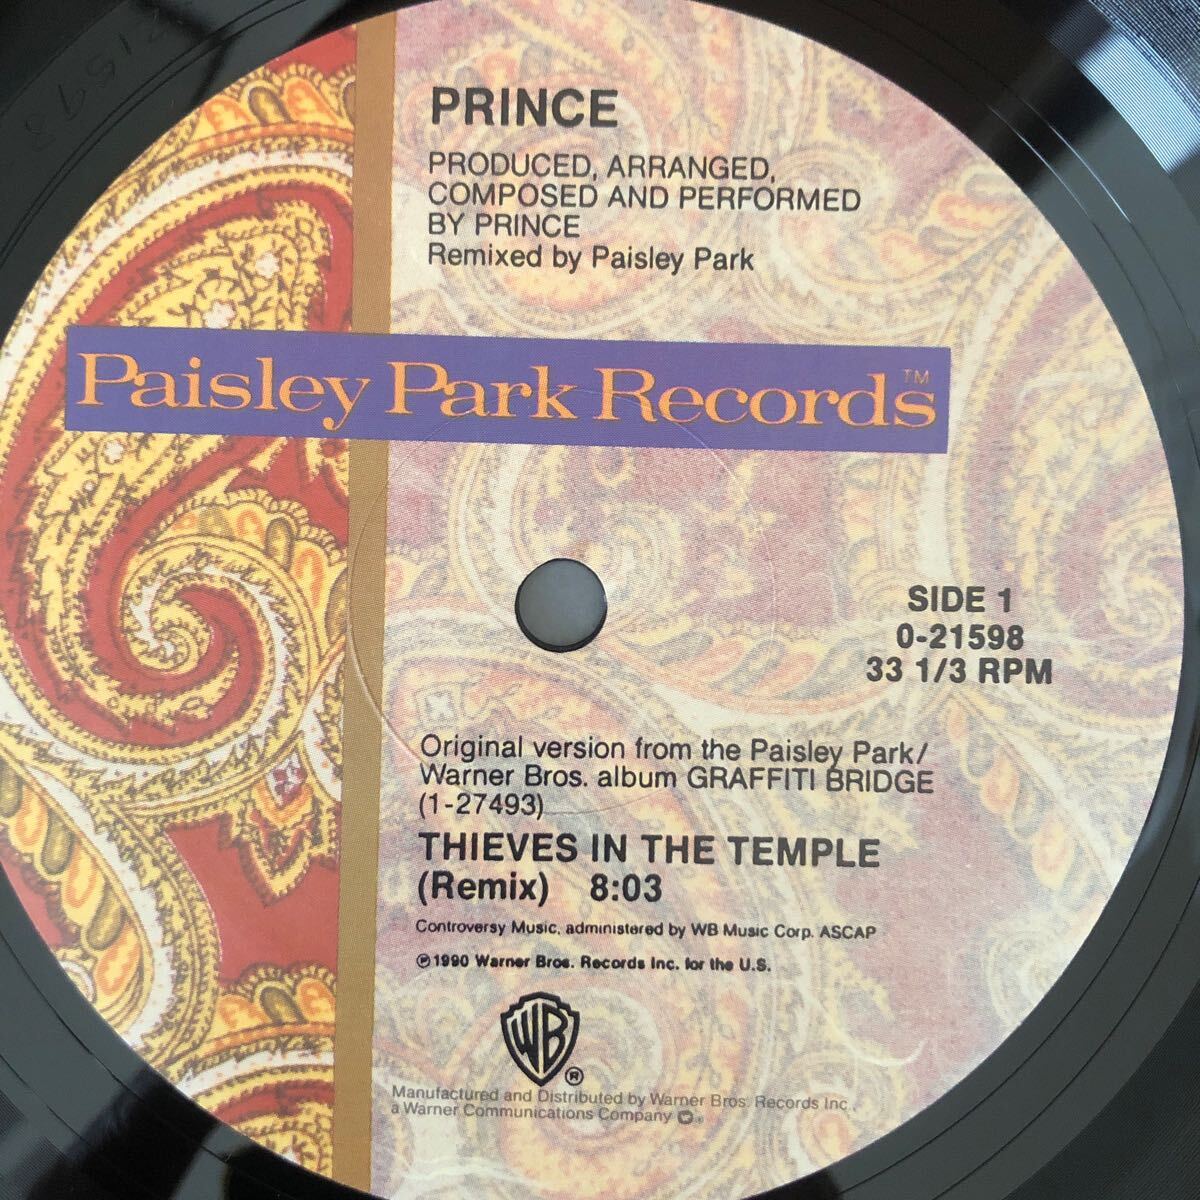 PRINCE
PRODUCED, ARRANGED,
COMPOSED AND PERFORMED
BY PRINCE
Remixed by Paisley Park
Paisley Park Records™
SIDE 1
0-21598
33 1/3 RPM
Original version from the Paisley Park/
Warner Bros. album GRAFFITI BRIDGE
(1-27493)
THIEVES IN THE TEMPLE
(Remix) 8:03
Controversy Music, administered by WB Music Corp. ASCAP
℗1990 Warner Bros. Records Inc. for the U.S.
WB
®
Manufactured and Distributed by Warner Bros. Records Inc.,
a Warner Communications Company